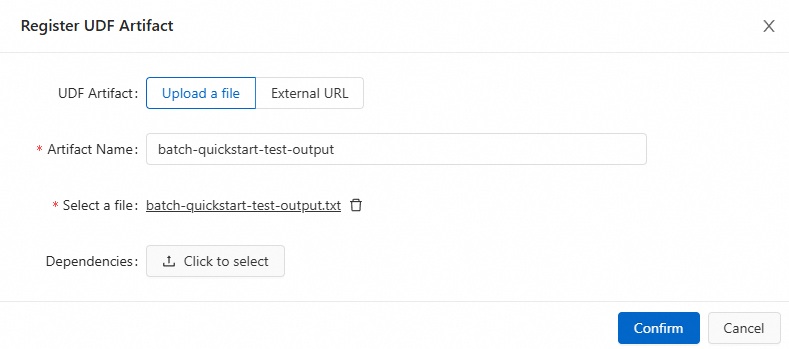 Register UDF Artifact
UDF Artifact: Upload a file External URL
* Artifact Name: batch-quickstart-test-output
* Select a file: batch-quickstart-test-output.txt
Dependencies: Click to select
Confirm Cancel